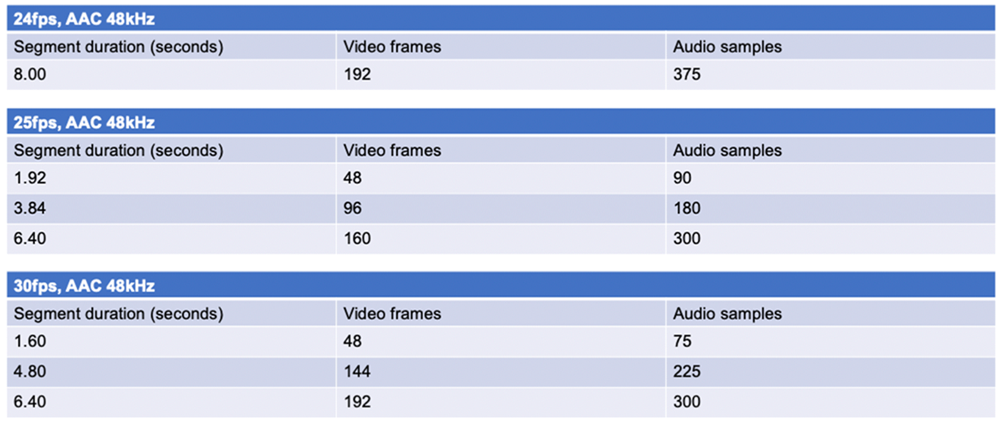 24fps, AAC 48kHz
Segment duration (seconds) Video frames Audio samples
8.00 192 375
25fps, AAC 48kHz
Segment duration (seconds) Video frames Audio samples
1.92 48 90
3.84 96 180
6.40 160 300
30fps, AAC 48kHz
Segment duration (seconds) Video frames Audio samples
1.60 48 75
4.80 144 225
6.40 192 300